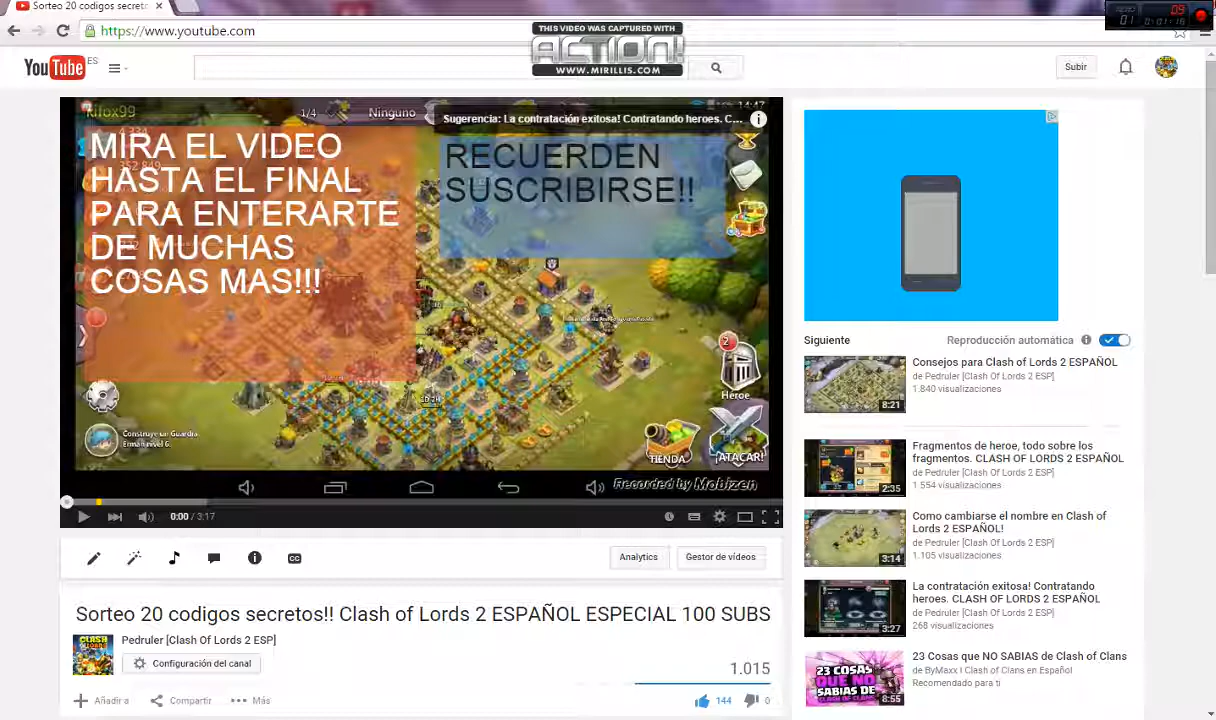 Sorteo 20 codigos secretos
https://www.youtube.com
THIS VIDEO WAS CAPTURED WITH
ACTION!
WWW.MIRILLIS.COM
09
01
0:01:16
YouTube ES
Subir
kifox99
1/4
Ninguno
14:47
Sugerencia: La contratación exitosa! Contratando heroes. C...
MIRA EL VIDEO
HASTA EL FINAL
PARA ENTERARTE
DE MUCHAS
COSAS MAS!!!
RECUERDEN
SUSCRIBIRSE!!
2
Heroe
TIENDA
¡ATACAR!
Construye un Guardia
Erman nivel 6.
Recorded by Mobizen
0:00 / 3:17
Analytics
Gestor de vídeos
Sorteo 20 codigos secretos!! Clash of Lords 2 ESPAÑOL ESPECIAL 100 SUBS
Pedruler [Clash Of Lords 2 ESP]
Configuración del canal
1.015
Añadir a
Compartir
Más
144
0
Siguiente
Reproducción automática
Consejos para Clash of Lords 2 ESPAÑOL
de Pedruler [Clash Of Lords 2 ESP]
1.840 visualizaciones
8:21
Fragmentos de heroe, todo sobre los
fragmentos. CLASH OF LORDS 2 ESPAÑOL
de Pedruler [Clash Of Lords 2 ESP]
1.554 visualizaciones
2:35
Como cambiarse el nombre en Clash of
Lords 2 ESPAÑOL!
de Pedruler [Clash Of Lords 2 ESP]
1.105 visualizaciones
3:14
La contratación exitosa! Contratando
heroes. CLASH OF LORDS 2 ESPAÑOL
de Pedruler [Clash Of Lords 2 ESP]
268 visualizaciones
3:27
23 Cosas que NO SABIAS de Clash of Clans
de ByMaxx l Clash of Clans en Español
Recomendado para ti
23 COSAS
QUE NO
SABIAS DE
8:55